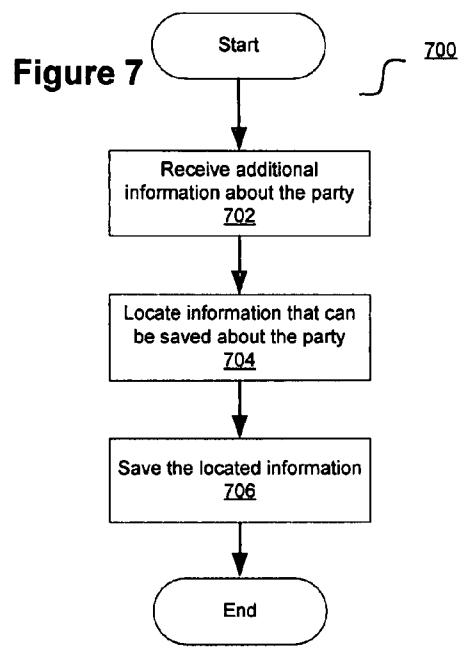 Start
Figure 7
700
Receive additional
information about the party
702
Locate information that can
be saved about the party
704
Save the located information
706
End